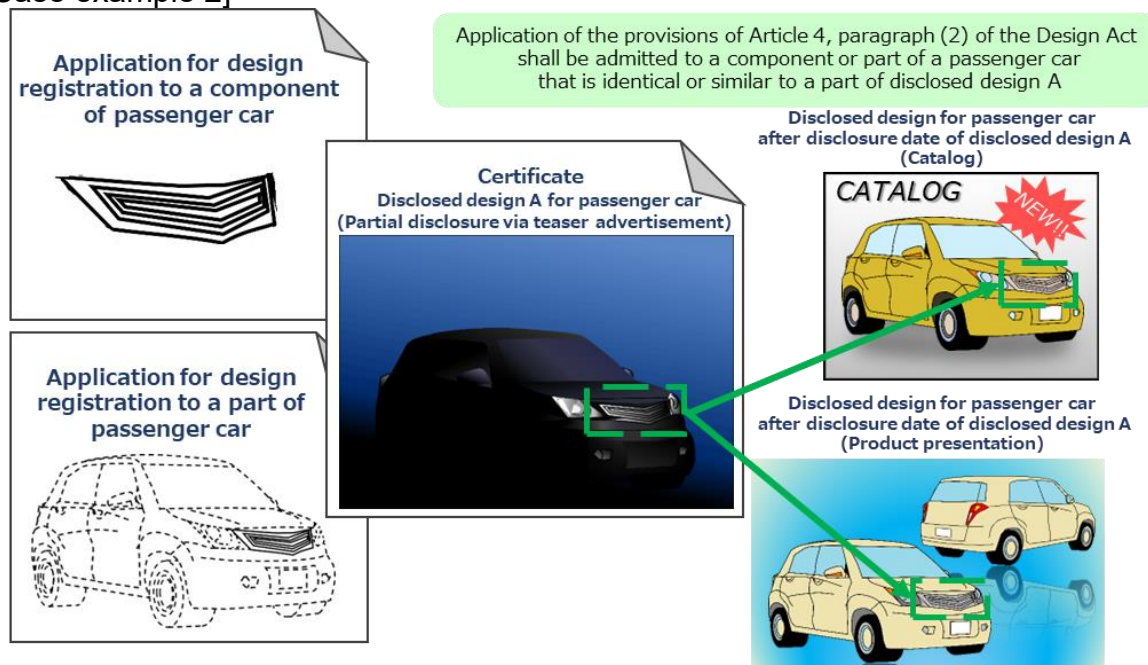 Application for design
registration to a component
of passenger car
Application of the provisions of Article 4, paragraph (2) of the Design Act
shall be admitted to a component or part of a passenger car
that is identical or similar to a part of disclosed design A
Certificate
Disclosed design A for passenger car
(Partial disclosure via teaser advertisement)
Disclosed design for passenger car
after disclosure date of disclosed design A
(Catalog)
CATALOG
NEW!!
Application for design
registration to a part of
passenger car
Disclosed design for passenger car
after disclosure date of disclosed design A
(Product presentation)